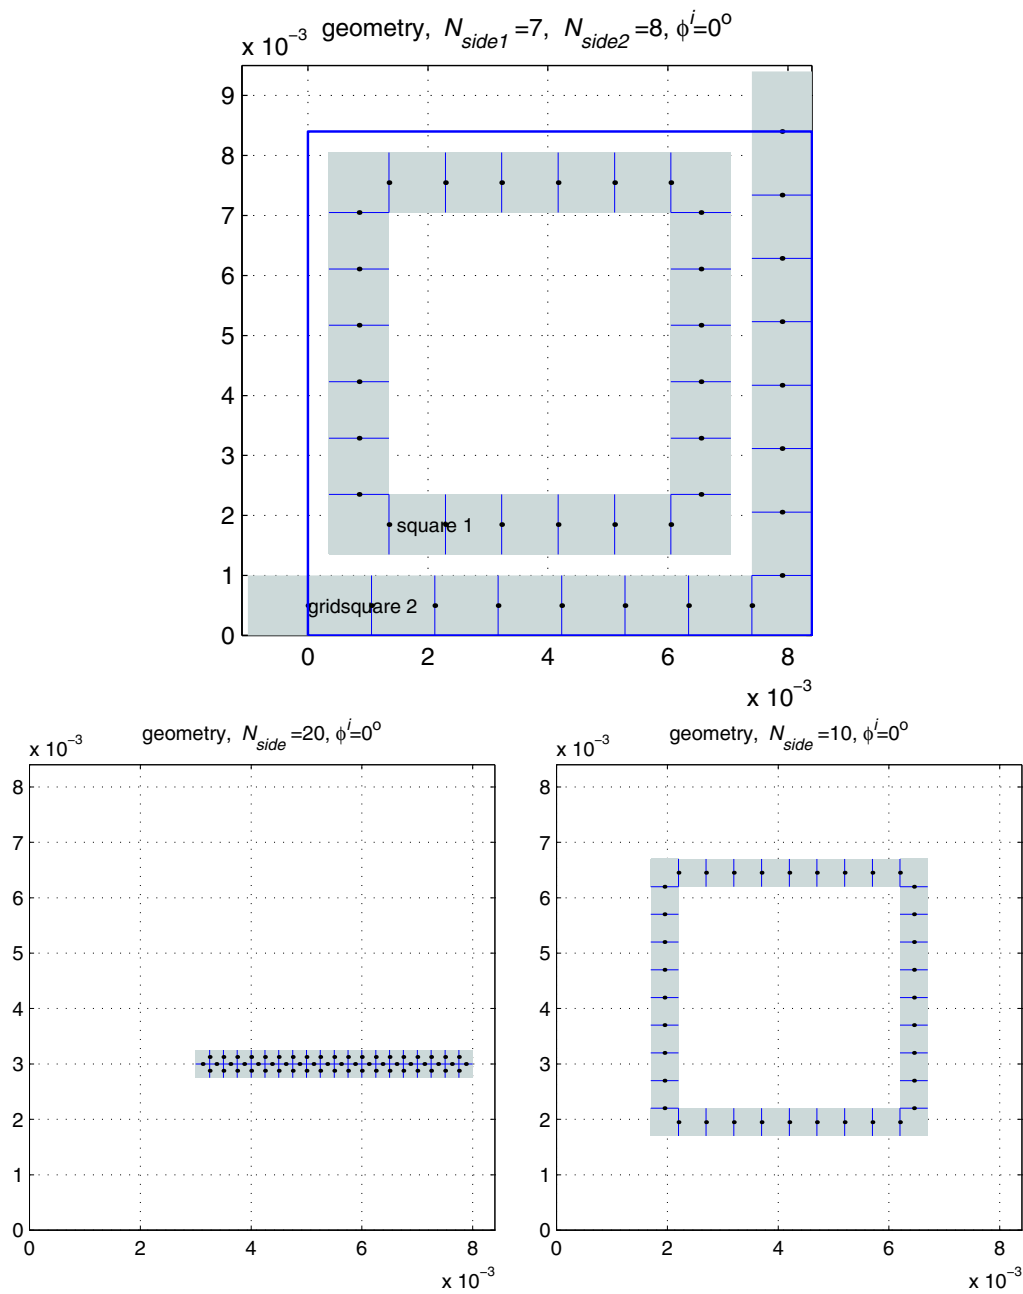 geometry, N_side1 =7, N_side2 =8, ϕ^i=0^o
x 10^−3
9
8
7
6
5
4
3
2
1
0
square 1
gridsquare 2
0 2 4 6 8
x 10^−3
geometry, N_side =20, ϕ^i=0^o
x 10^−3
8
7
6
5
4
3
2
1
0
0 2 4 6 8
x 10^−3
geometry, N_side =10, ϕ^i=0^o
x 10^−3
8
7
6
5
4
3
2
1
0
0 2 4 6 8
x 10^−3